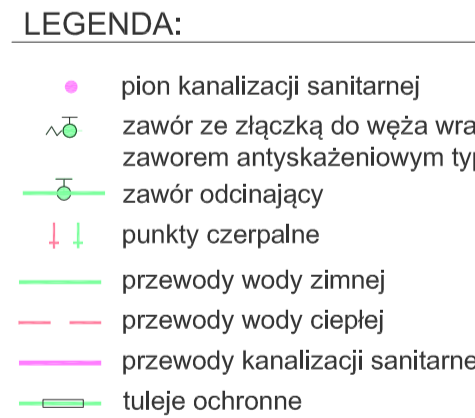 LEGENDA:
pion kanalizacji sanitarnej
zawór ze złączką do węża wra
zaworem antyskażeniowym typ
zawór odcinający
punkty czerpalne
przewody wody zimnej
przewody wody ciepłej
przewody kanalizacji sanitarne
tuleje ochronne